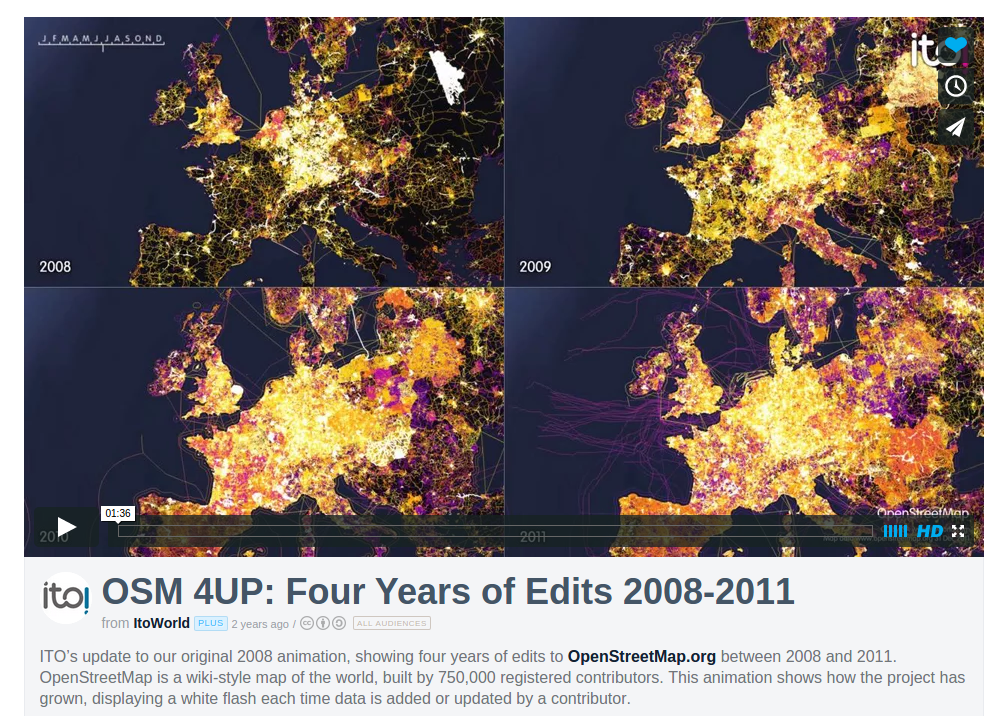 J F M A M J J A S O N D
ito!
2008
2009
OpenStreetMap
01:36
2010
2011
HD
ito!
OSM 4UP: Four Years of Edits 2008-2011
from ItoWorld PLUS 2 years ago / cc ALL AUDIENCES
ITO's update to our original 2008 animation, showing four years of edits to OpenStreetMap.org between 2008 and 2011.
OpenStreetMap is a wiki-style map of the world, built by 750,000 registered contributors. This animation shows how the project has
grown, displaying a white flash each time data is added or updated by a contributor.